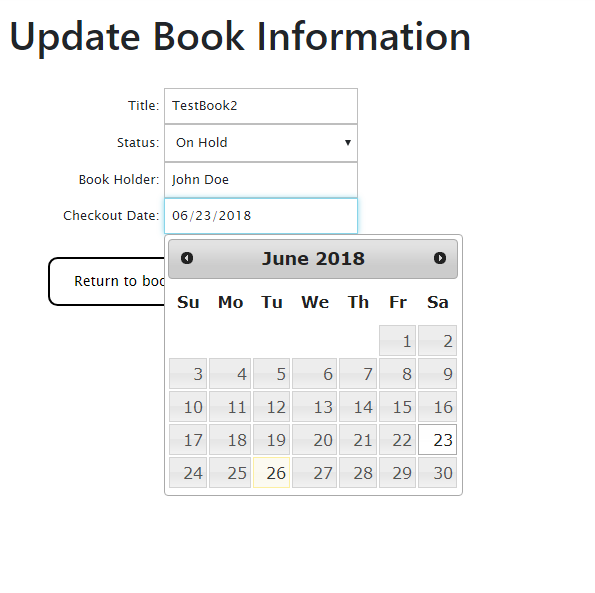 Update Book Information
Title: TestBook2
Status: On Hold
Book Holder: John Doe
Checkout Date: 06/23/2018
June 2018
Su Mo Tu We Th Fr Sa
1 2
3 4 5 6 7 8 9
10 11 12 13 14 15 16
17 18 19 20 21 22 23
24 25 26 27 28 29 30
Return to